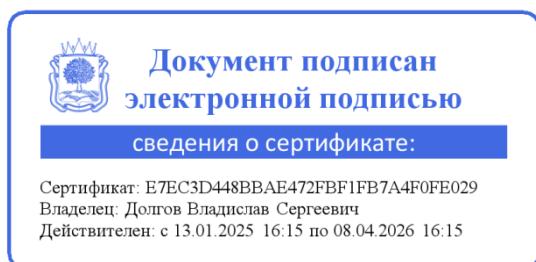 Документ подписан
электронной подписью
сведения о сертификате:
Сертификат: E7EC3D448BBAE472FBF1FB7A4F0FE029
Владелец: Долгов Владислав Сергеевич
Действителен: с 13.01.2025 16:15 по 08.04.2026 16:15